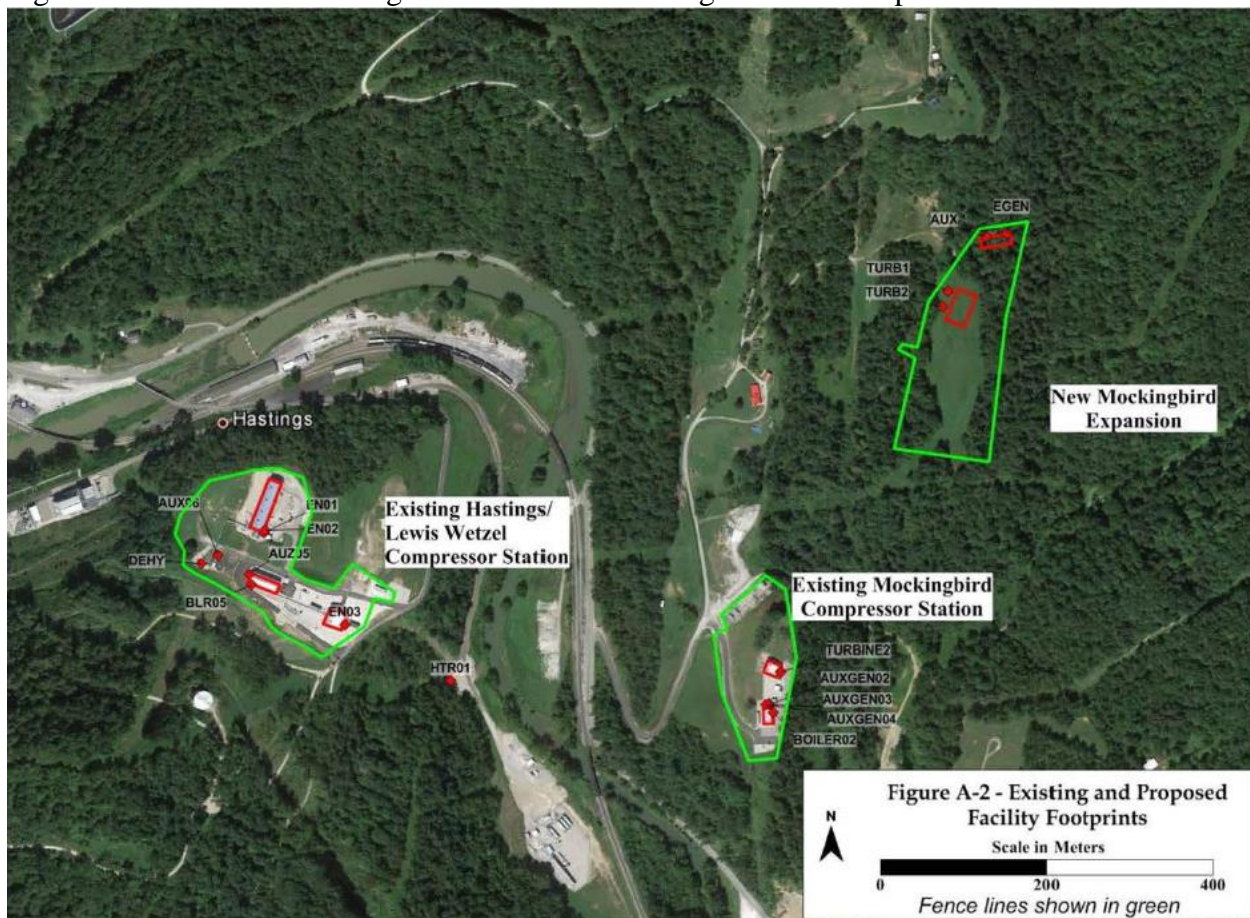 EGEN
AUX
TURB1
TURB2
New Mockingbird
Expansion
Hastings
AUX06
EN01
EN02
AUZ05
DEHY
BLR05
EN03
Existing Hastings/
Lewis Wetzel
Compressor Station
HTR01
Existing Mockingbird
Compressor Station
TURBINE2
AUXGEN02
AUXGEN03
AUXGEN04
BOILER02
Figure A-2 - Existing and Proposed
Facility Footprints
N
Scale in Meters
0 200 400
Fence lines shown in green